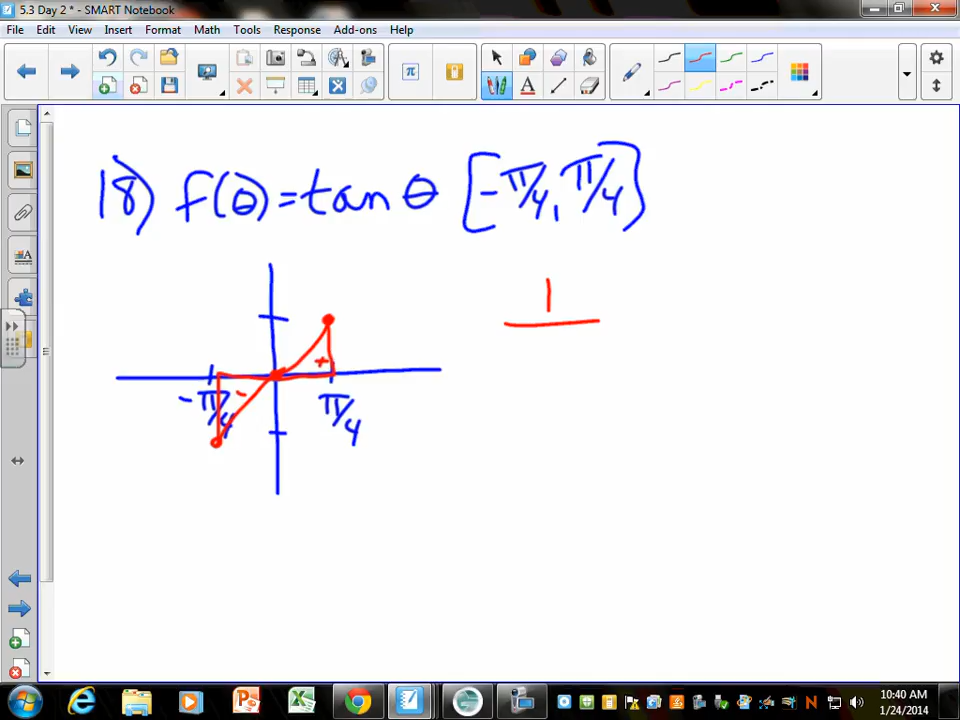 5.3 Day 2 * - SMART Notebook
File Edit View Insert Format Math Tools Response Add-ons Help
18) f(θ)=tan θ [-π/4, π/4]
1
+
-
-π/4
π/4
10:40 AM
1/24/2014